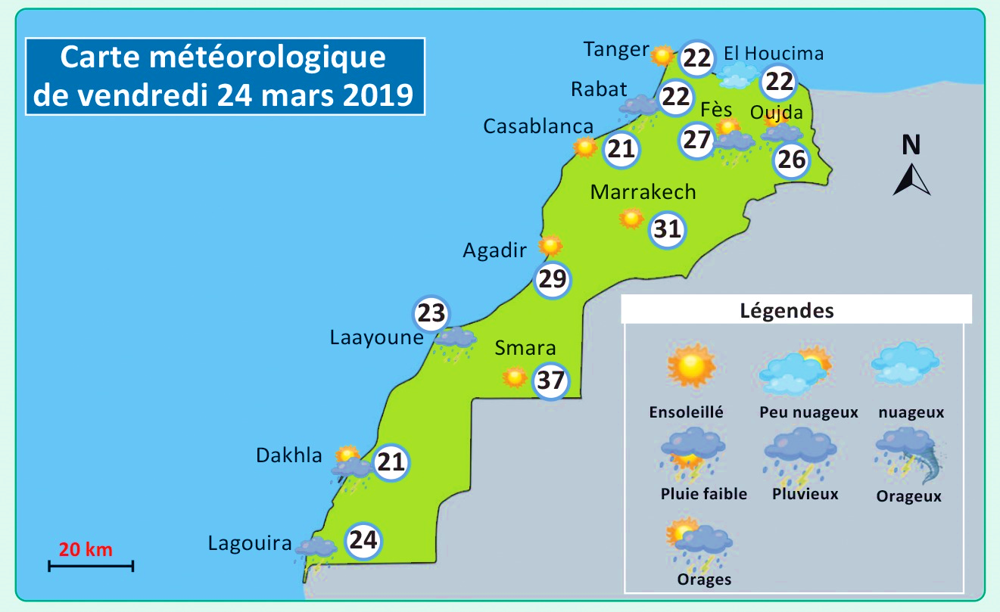 Carte météorologique
de vendredi 24 mars 2019
Tanger
22
El Houcima
22
Rabat
22
Fès
27
Oujda
26
Casablanca
21
N
Marrakech
31
Agadir
29
23
Laayoune
Smara
37
Dakhla
21
Lagouira
24
20 km
Légendes
Ensoleillé
Peu nuageux
nuageux
Pluie faible
Pluvieux
Orageux
Orages